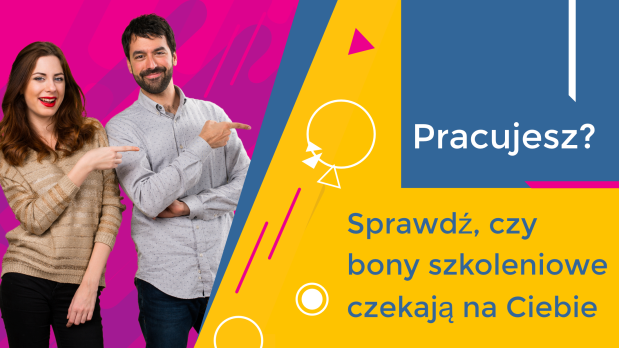 Pracujesz?
Sprawdź, czy
bony szkoleniowe
czekają na Ciebie